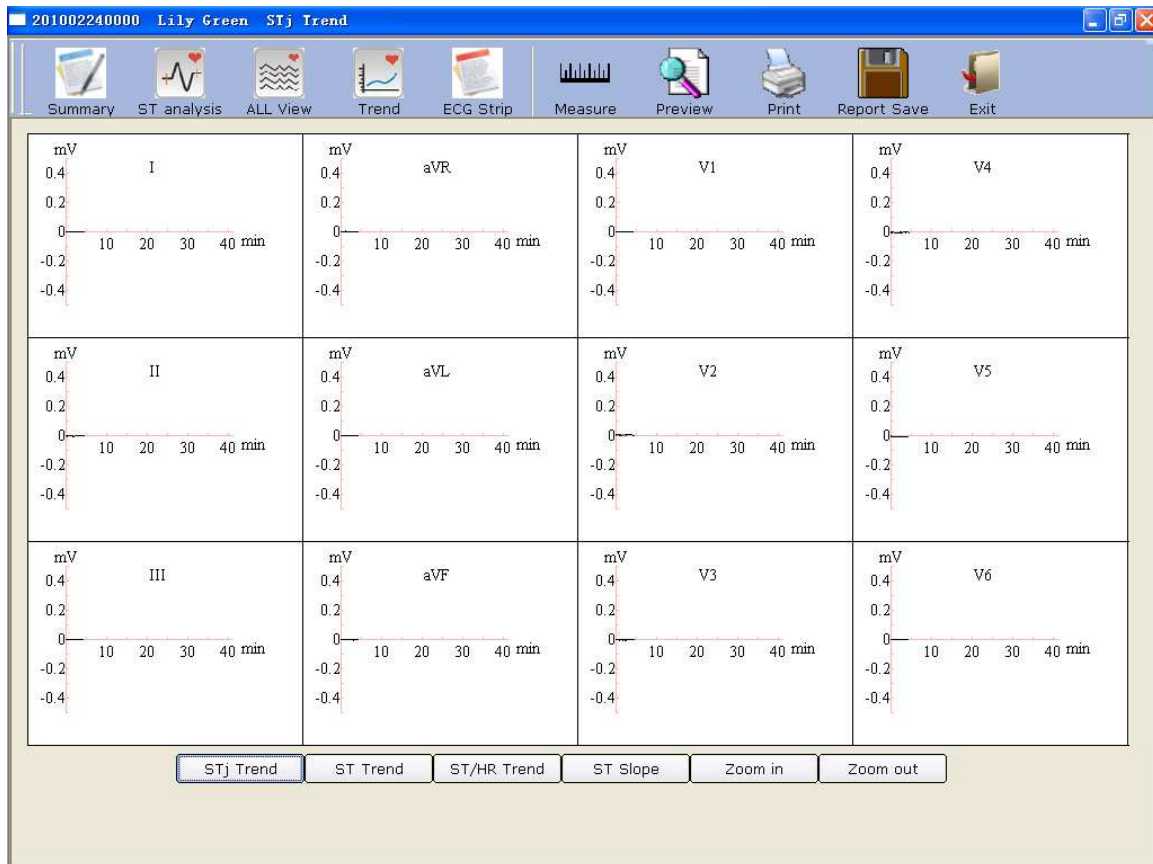 201002240000 Lily Green STj Trend
Summary ST analysis ALL View Trend ECG Strip Measure Preview Print Report Save Exit
mV
I
0.4
0.2
0
10 20 30 40 min
-0.2
-0.4
mV
aVR
0.4
0.2
0
10 20 30 40 min
-0.2
-0.4
mV
V1
0.4
0.2
0
10 20 30 40 min
-0.2
-0.4
mV
V4
0.4
0.2
0
10 20 30 40 min
-0.2
-0.4
mV
II
0.4
0.2
0
10 20 30 40 min
-0.2
-0.4
mV
aVL
0.4
0.2
0
10 20 30 40 min
-0.2
-0.4
mV
V2
0.4
0.2
0
10 20 30 40 min
-0.2
-0.4
mV
V5
0.4
0.2
0
10 20 30 40 min
-0.2
-0.4
mV
III
0.4
0.2
0
10 20 30 40 min
-0.2
-0.4
mV
aVF
0.4
0.2
0
10 20 30 40 min
-0.2
-0.4
mV
V3
0.4
0.2
0
10 20 30 40 min
-0.2
-0.4
mV
V6
0.4
0.2
0
10 20 30 40 min
-0.2
-0.4
STj Trend ST Trend ST/HR Trend ST Slope Zoom in Zoom out